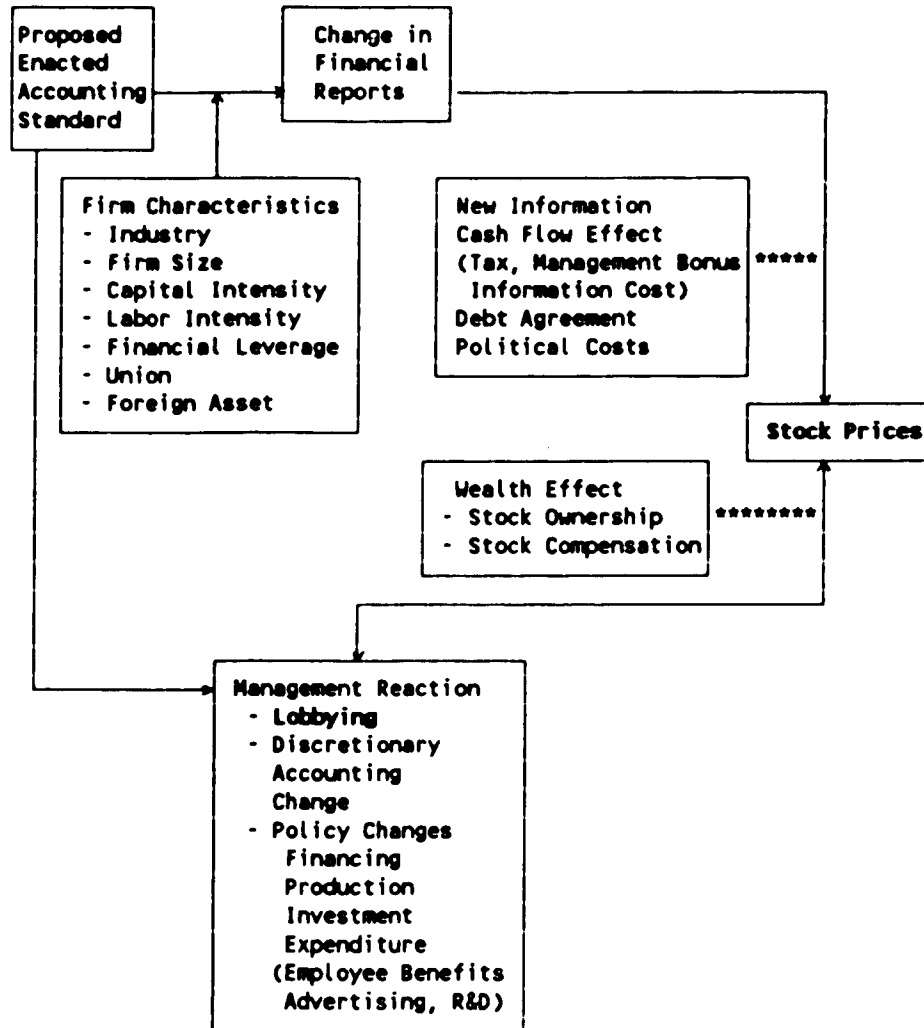 Proposed
Enacted
Accounting
Standard
Change in
Financial
Reports
Firm Characteristics
- Industry
- Firm Size
- Capital Intensity
- Labor Intensity
- Financial Leverage
- Union
- Foreign Asset
New Information
Cash Flow Effect
(Tax, Management Bonus
Information Cost)
Debt Agreement
Political Costs
*****
Stock Prices
Wealth Effect
- Stock Ownership
- Stock Compensation
********
Management Reaction
- Lobbying
- Discretionary
Accounting
Change
- Policy Changes
Financing
Production
Investment
Expenditure
(Employee Benefits
Advertising, R&D)